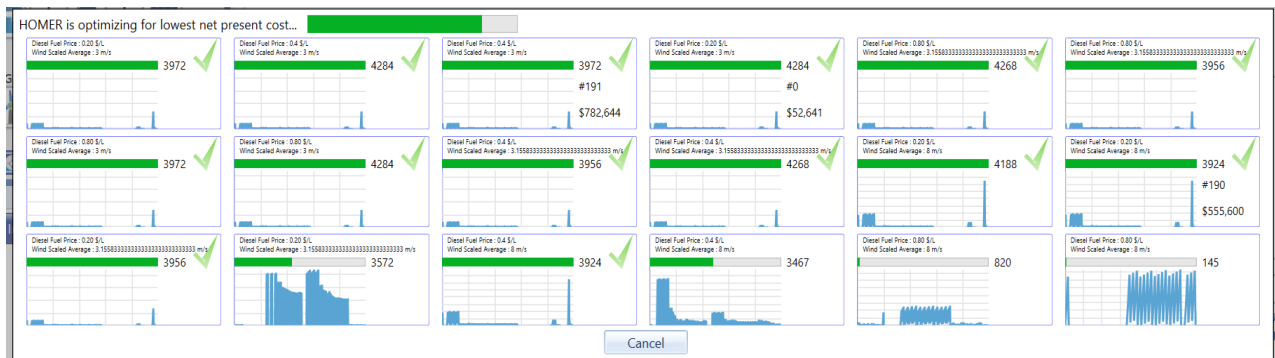 HOMER is optimizing for lowest net present cost...
Diesel Fuel Price : 0.20 $/L
Wind Scaled Average : 3 m/s
3972
Diesel Fuel Price : 0.4 $/L
Wind Scaled Average : 3 m/s
4284
Diesel Fuel Price : 0.4 $/L
Wind Scaled Average : 3 m/s
3972
#191
$782,644
Diesel Fuel Price : 0.20 $/L
Wind Scaled Average : 3 m/s
4284
#0
$52,641
Diesel Fuel Price : 0.80 $/L
Wind Scaled Average : 3.1558333333333333333333333333 m/s
4268
Diesel Fuel Price : 0.80 $/L
Wind Scaled Average : 3.1558333333333333333333333333 m/s
3956
Diesel Fuel Price : 0.80 $/L
Wind Scaled Average : 3 m/s
3972
Diesel Fuel Price : 0.80 $/L
Wind Scaled Average : 3 m/s
4284
Diesel Fuel Price : 0.4 $/L
Wind Scaled Average : 3.1558333333333333333333333333 m/s
3956
Diesel Fuel Price : 0.4 $/L
Wind Scaled Average : 3.1558333333333333333333333333 m/s
4268
Diesel Fuel Price : 0.20 $/L
Wind Scaled Average : 8 m/s
4188
Diesel Fuel Price : 0.20 $/L
Wind Scaled Average : 8 m/s
3924
#190
$555,600
Diesel Fuel Price : 0.20 $/L
Wind Scaled Average : 3.1558333333333333333333333333 m/s
3956
Diesel Fuel Price : 0.20 $/L
Wind Scaled Average : 3.1558333333333333333333333333 m/s
3572
Diesel Fuel Price : 0.4 $/L
Wind Scaled Average : 8 m/s
3924
Diesel Fuel Price : 0.4 $/L
Wind Scaled Average : 8 m/s
3467
Diesel Fuel Price : 0.80 $/L
Wind Scaled Average : 8 m/s
820
Diesel Fuel Price : 0.80 $/L
Wind Scaled Average : 8 m/s
145
Cancel